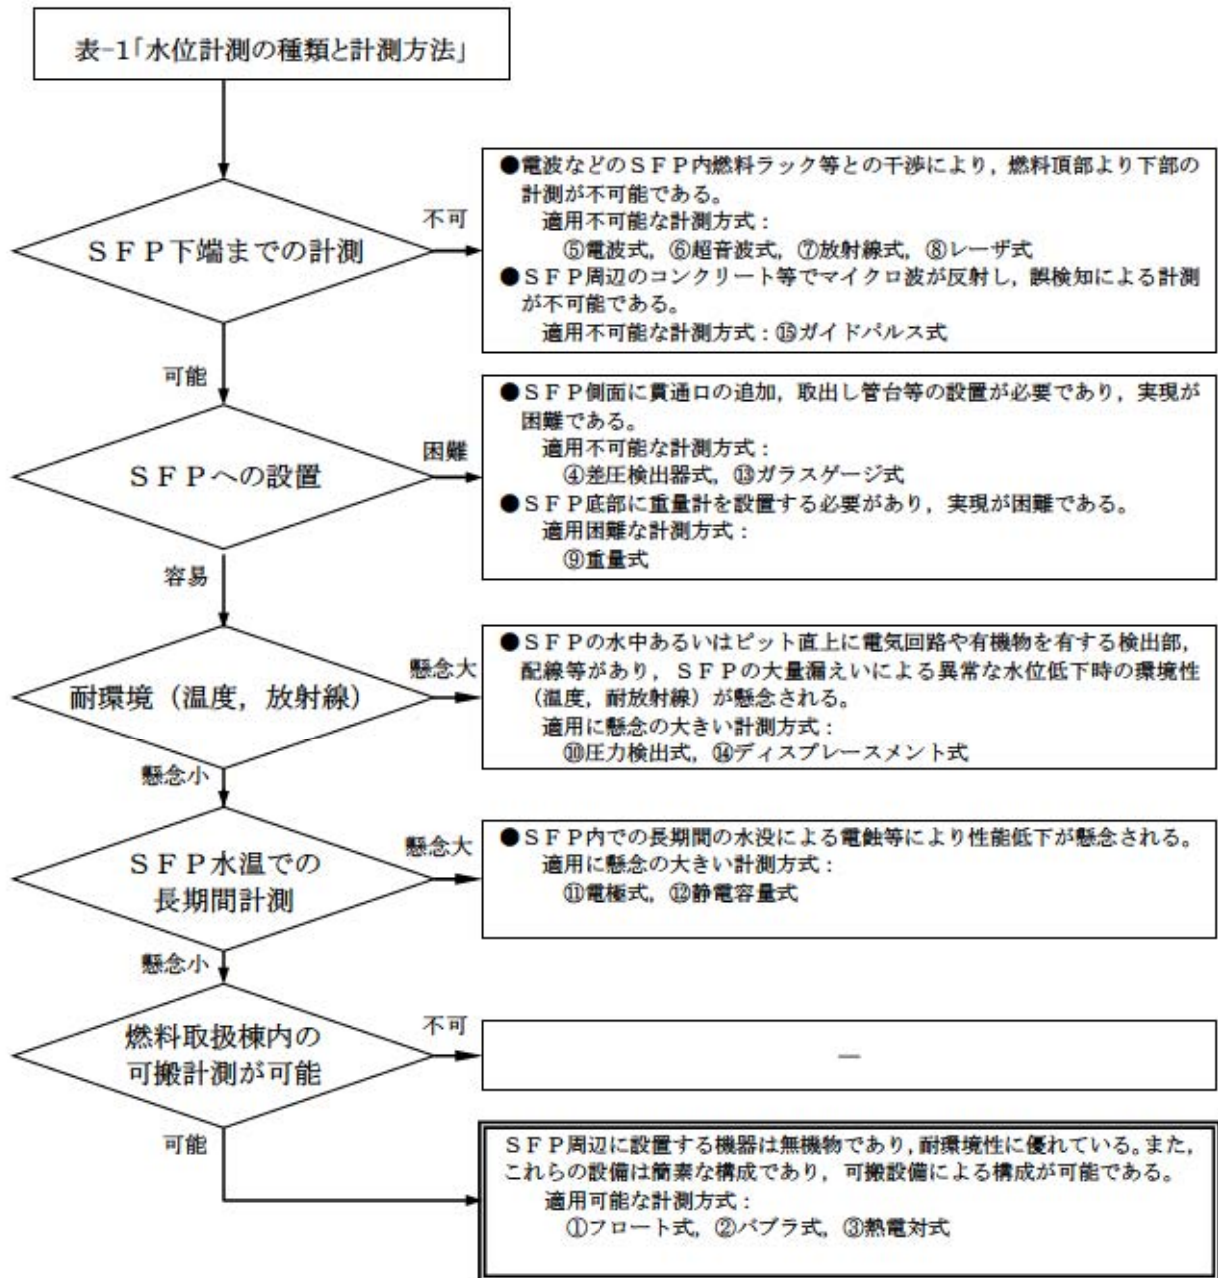 表-1「水位計測の種類と計測方法」
SFP下端までの計測
不可
●電波などのSFP内燃料ラック等との干渉により,燃料頂部より下部の
計測が不可能である。
適用不可能な計測方式:
⑤電波式,⑥超音波式,⑦放射線式,⑧レーザ式
●SFP周辺のコンクリート等でマイクロ波が反射し,誤検知による計測
が不可能である。
適用不可能な計測方式:⑮ガイドパルス式
可能
SFPへの設置
困難
●SFP側面に貫通口の追加,取出し管台等の設置が必要であり,実現が
困難である。
適用不可能な計測方式:
④差圧検出器式,⑬ガラスゲージ式
●SFP底部に重量計を設置する必要があり,実現が困難である。
適用困難な計測方式:
⑨重量式
容易
耐環境(温度,放射線)
懸念大
●SFPの水中あるいはピット直上に電気回路や有機物を有する検出部,
配線等があり,SFPの大量漏えいによる異常な水位低下時の環境性
(温度,耐放射線)が懸念される。
適用に懸念の大きい計測方式:
⑩圧力検出式,⑭ディスプレースメント式
懸念小
SFP水温での
長期間計測
懸念大
●SFP内での長期間の水没による電蝕等により性能低下が懸念される。
適用に懸念の大きい計測方式:
⑪電極式,⑫静電容量式
懸念小
燃料取扱棟内の
可搬計測が可能
不可
―
可能
SFP周辺に設置する機器は無機物であり,耐環境性に優れている。また,
これらの設備は簡素な構成であり,可搬設備による構成が可能である。
適用可能な計測方式:
①フロート式,②バブラ式,③熱電対式